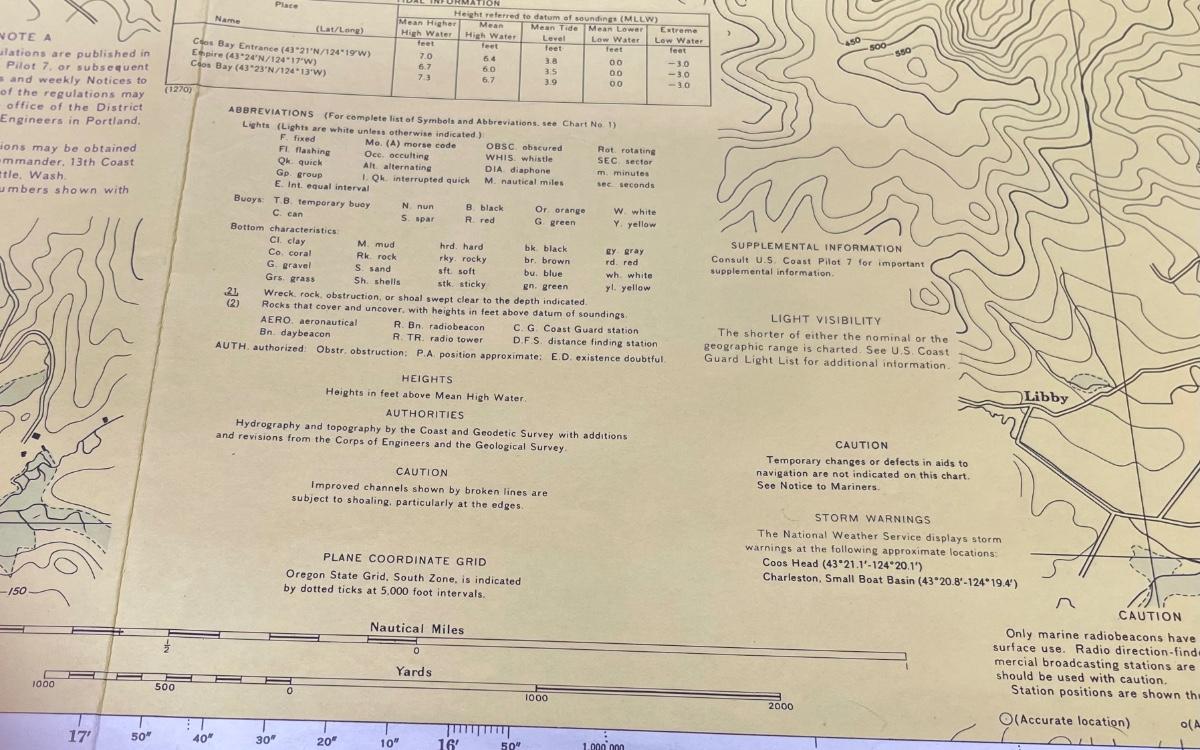 TIDAL INFORMATION
Place
Height referred to datum of soundings (MLLW)
Name (Lat/Long) Mean Higher High Water Mean High Water Mean Tide Level Mean Lower Low Water Extreme Low Water
feet feet feet feet feet
Coos Bay Entrance (43°21'N/124°19'W) 7.0 6.4 3.8 0.0 −3.0
Empire (43°24'N/124°17'W) 6.7 6.0 3.5 0.0 −3.0
Coos Bay (43°23'N/124°13'W) 7.3 6.7 3.9 0.0 −3.0
(1270)
NOTE A
ulations are published in
Pilot 7, or subsequent
s and weekly Notices to
of the regulations may
office of the District
Engineers in Portland,
ions may be obtained
mmander, 13th Coast
ttle, Wash.
umbers shown with
ABBREVIATIONS (For complete list of Symbols and Abbreviations, see Chart No. 1)
Lights (Lights are white unless otherwise indicated.):
F. fixed Mo. (A) morse code OBSC. obscured Rot. rotating
Fl. flashing Occ. occulting WHIS. whistle SEC. sector
Qk. quick Alt. alternating DIA. diaphone m. minutes
Gp. group I. Qk. interrupted quick M. nautical miles sec. seconds
E. Int. equal interval
Buoys: T.B. temporary buoy N. nun B. black Or. orange W. white
C. can S. spar R. red G. green Y. yellow
Bottom characteristics:
Cl. clay M. mud hrd. hard bk. black gy. gray
Co. coral Rk. rock rky. rocky br. brown rd. red
G. gravel S. sand sft. soft bu. blue wh. white
Grs. grass Sh. shells stk. sticky gn. green yl. yellow
21 Wreck, rock, obstruction, or shoal swept clear to the depth indicated.
(2) Rocks that cover and uncover, with heights in feet above datum of soundings.
AERO. aeronautical R. Bn. radiobeacon C. G. Coast Guard station
Bn. daybeacon R. TR. radio tower D.F.S. distance finding station
AUTH. authorized: Obstr. obstruction; P.A. position approximate; E.D. existence doubtful.
HEIGHTS
Heights in feet above Mean High Water.
AUTHORITIES
Hydrography and topography by the Coast and Geodetic Survey with additions
and revisions from the Corps of Engineers and the Geological Survey.
CAUTION
Improved channels shown by broken lines are
subject to shoaling, particularly at the edges.
PLANE COORDINATE GRID
Oregon State Grid, South Zone, is indicated
by dotted ticks at 5,000 foot intervals.
450 500 550
SUPPLEMENTAL INFORMATION
Consult U.S. Coast Pilot 7 for important
supplemental information.
LIGHT VISIBILITY
The shorter of either the nominal or the
geographic range is charted. See U.S. Coast
Guard Light List for additional information.
Libby
CAUTION
Temporary changes or defects in aids to
navigation are not indicated on this chart.
See Notice to Mariners.
STORM WARNINGS
The National Weather Service displays storm
warnings at the following approximate locations:
Coos Head (43°21.1'-124°20.1')
Charleston, Small Boat Basin (43°20.8'-124°19.4')
CAUTION
Only marine radiobeacons have
surface use. Radio direction-finde
mercial broadcasting stations are
should be used with caution.
Station positions are shown thu
(Accurate location) o(A
150
Nautical Miles
½ 0 1
Yards
1000 500 0 1000 2000
17' 50" 40" 30" 20" 10" 16' 50" 1,000,000